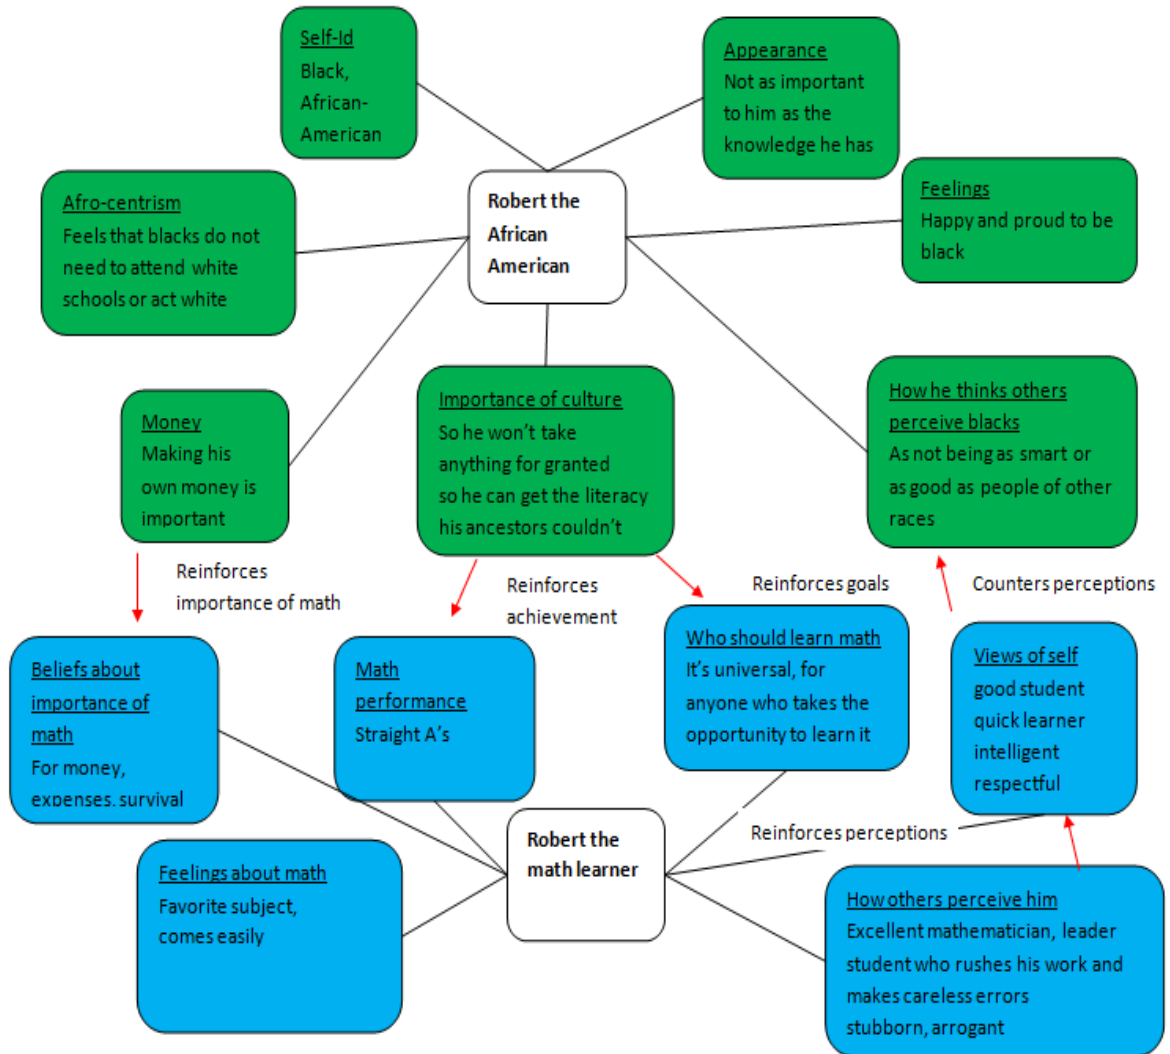 Self-Id
Black,
African-
American
Appearance
Not as important
to him as the
knowledge he has
Afro-centrism
Feels that blacks do not
need to attend white
schools or act white
Robert the
African
American
Feelings
Happy and proud to be
black
Money
Making his
own money is
important
Importance of culture
So he won't take
anything for granted
so he can get the literacy
his ancestors couldn't
How he thinks others
perceive blacks
As not being as smart or
as good as people of other
races
Reinforces
importance of math
Reinforces
achievement
Reinforces goals
Counters perceptions
Beliefs about
importance of
math
For money,
expenses, survival
Math
performance
Straight A's
Who should learn math
It's universal, for
anyone who takes the
opportunity to learn it
Views of self
good student
quick learner
intelligent
respectful
Robert the
math learner
Reinforces perceptions
Feelings about math
Favorite subject,
comes easily
How others perceive him
Excellent mathematician, leader
student who rushes his work and
makes careless errors
stubborn, arrogant